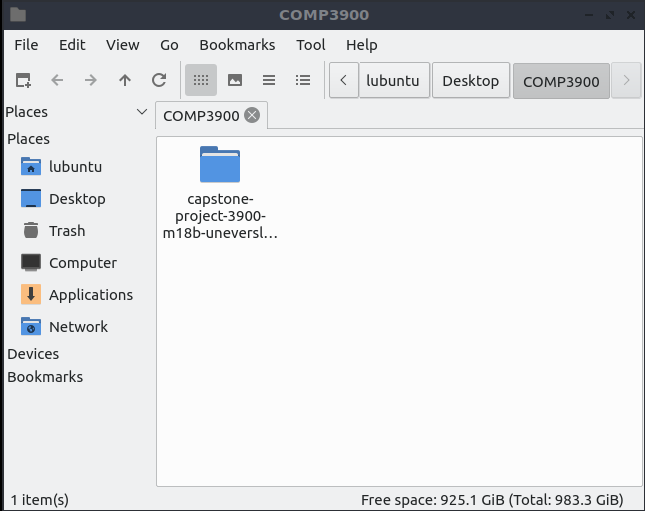 COMP3900
File Edit View Go Bookmarks Tool Help
lubuntu Desktop COMP3900
Places
COMP3900
Places
lubuntu
Desktop
Trash
Computer
Applications
Network
Devices
Bookmarks
capstone-
project-3900-
m18b-uneversl...
1 item(s)
Free space: 925.1 GiB (Total: 983.3 GiB)